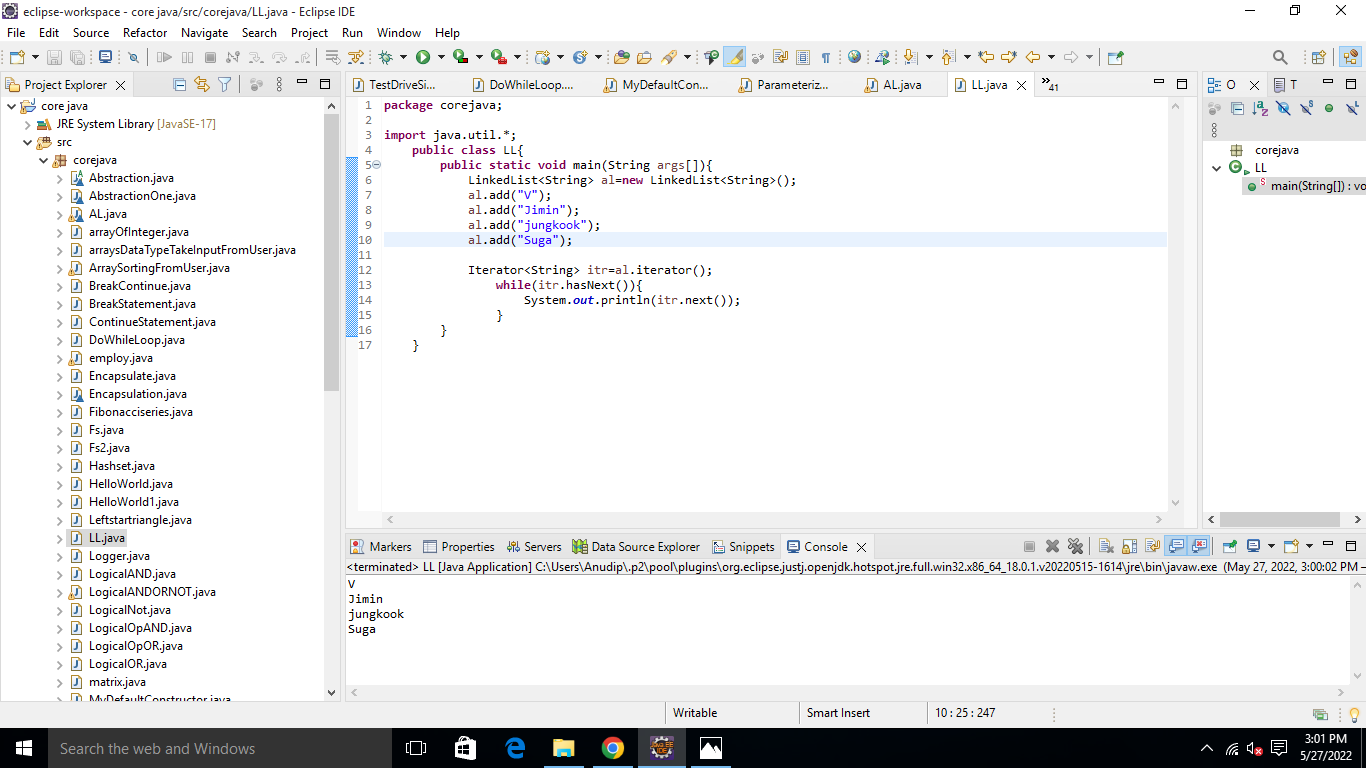 eclipse-workspace - core java/src/corejava/LL.java - Eclipse IDE
File Edit Source Refactor Navigate Search Project Run Window Help
Project Explorer
core java
JRE System Library [JavaSE-17]
src
corejava
Abstraction.java
AbstractionOne.java
AL.java
arrayOfInteger.java
arraysDataTypeTakeInputFromUser.java
ArraySortingFromUser.java
BreakContinue.java
BreakStatement.java
ContinueStatement.java
DoWhileLoop.java
employ.java
Encapsulate.java
Encapsulation.java
Fibonacciseries.java
Fs.java
Fs2.java
Hashset.java
HelloWorld.java
HelloWorld1.java
Leftstartriangle.java
LL.java
Logger.java
LogicalAND.java
LogicalANDORNOT.java
LogicalNot.java
LogicalOpAND.java
LogicalOpOR.java
LogicalOR.java
matrix.java
MyDefaultConstructor.java
TestDriveSi... DoWhileLoop.... MyDefaultCon... Parameteriz... AL.java LL.java 41
1 package corejava;
2
3 import java.util.*;
4 public class LL{
5 public static void main(String args[]){
6 LinkedList<String> al=new LinkedList<String>();
7 al.add("V");
8 al.add("Jimin");
9 al.add("jungkook");
10 al.add("Suga");
11
12 Iterator<String> itr=al.iterator();
13 while(itr.hasNext()){
14 System.out.println(itr.next());
15 }
16 }
17 }
O T
corejava
LL
main(String[]) : vo
Markers Properties Servers Data Source Explorer Snippets Console
<terminated> LL [Java Application] C:\Users\Anudip\.p2\pool\plugins\org.eclipse.justj.openjdk.hotspot.jre.full.win32.x86_64_18.0.1.v20220515-1614\jre\bin\javaw.exe (May 27, 2022, 3:00:02 PM –
V
Jimin
jungkook
Suga
Writable Smart Insert 10 : 25 : 247
Search the web and Windows
3:01 PM
5/27/2022